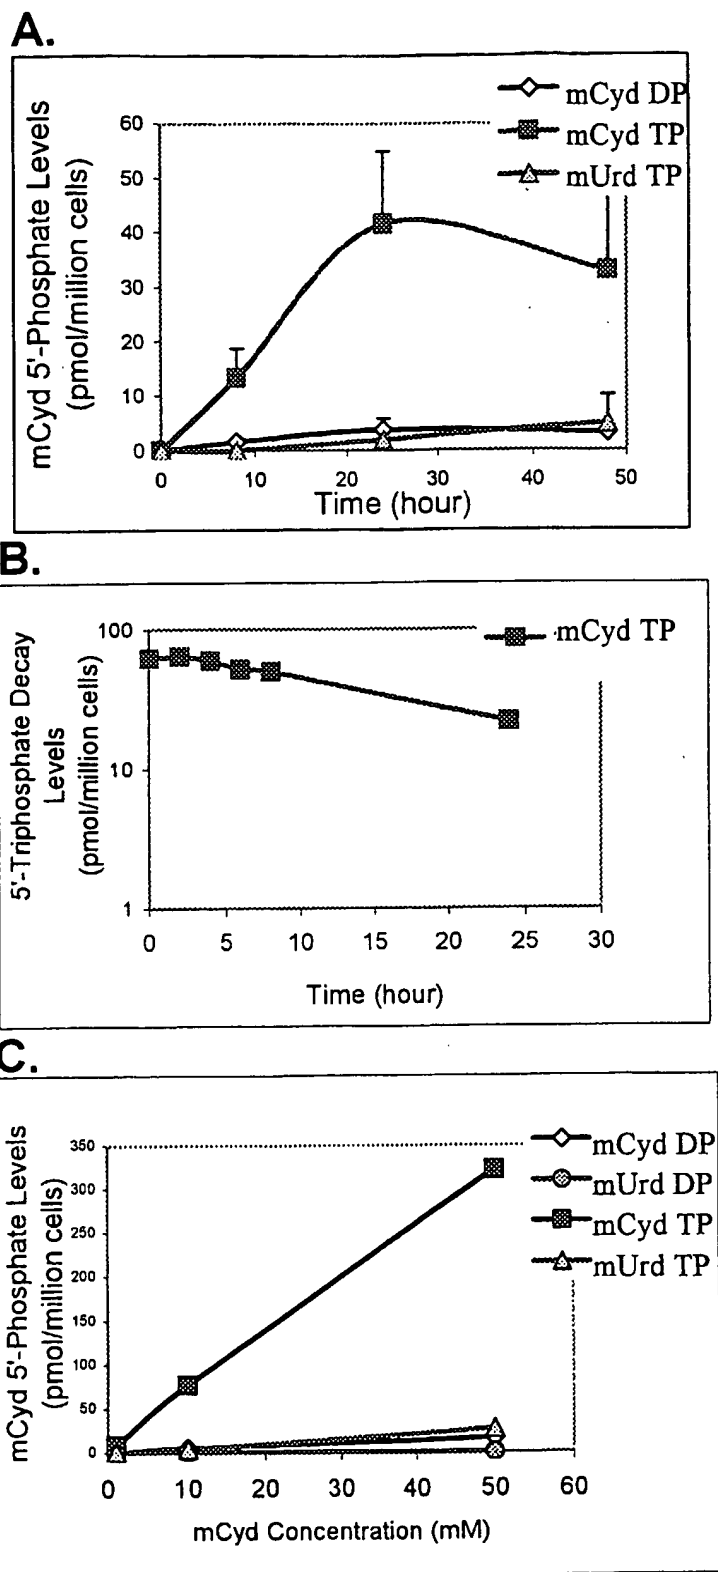 A.
mCyd DP
mCyd TP
mUrd TP
mCyd 5'-Phosphate Levels
(pmol/million cells)
60
50
40
30
20
10
0
0 10 20 30 40 50
Time (hour)
B.
mCyd TP
5'-Triphosphate Decay
Levels
(pmol/million cells)
100
10
1
0 5 10 15 20 25 30
Time (hour)
C.
mCyd DP
mUrd DP
mCyd TP
mUrd TP
mCyd 5'-Phosphate Levels
(pmol/million cells)
350
300
250
200
150
100
50
0
0 10 20 30 40 50 60
mCyd Concentration (mM)